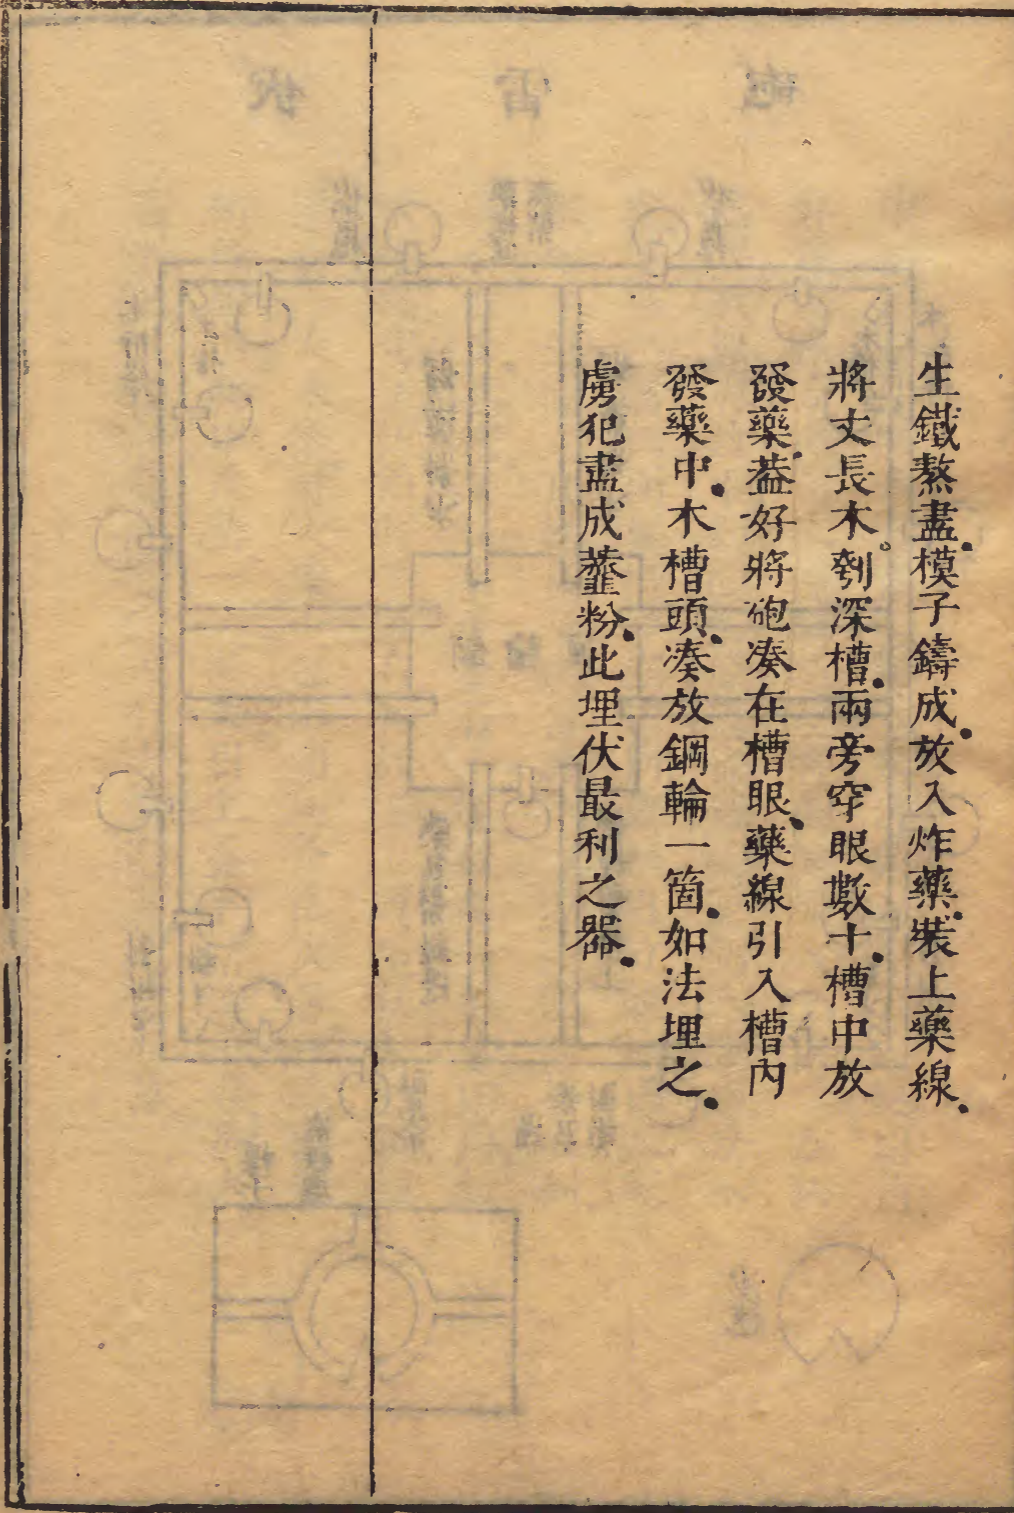 生鐵熬盡模子鑄成放入炸藥裝上藥線
將丈長木刳深槽兩旁穿眼數十槽中放
發藥葢好將砲湊在槽眼藥線引入槽內
發藥中木槽頭湊放鋼輪一箇如法埋之
虜犯盡成虀粉此埋伏最利之器